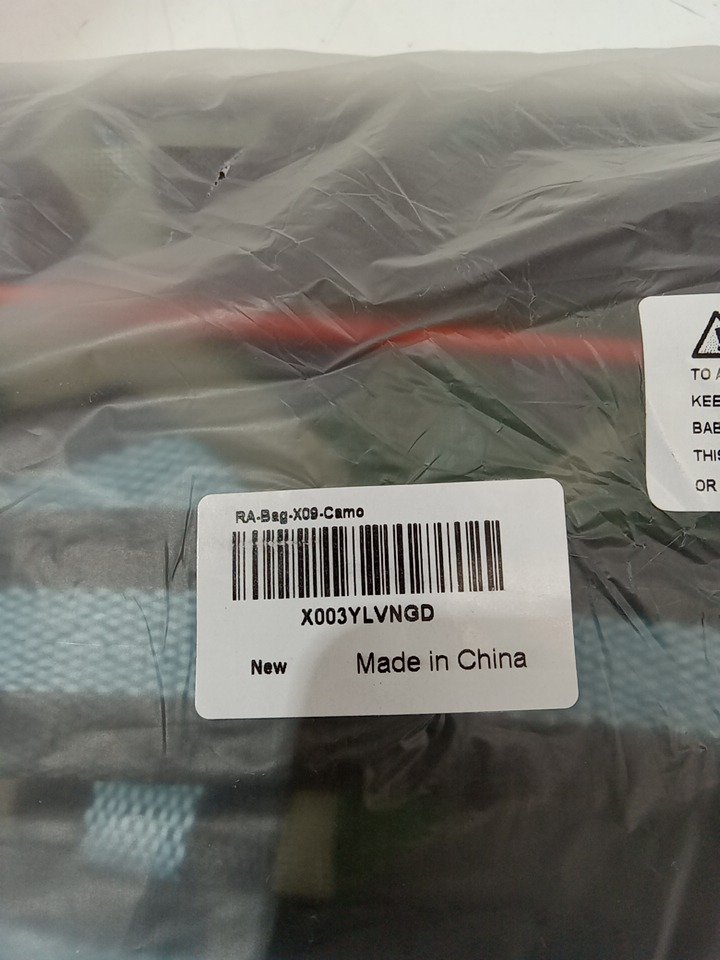 RA-Bag-X09-Camo
X003YLVNGD
New Made in China
TO
KEE
BAB
THIS
OR